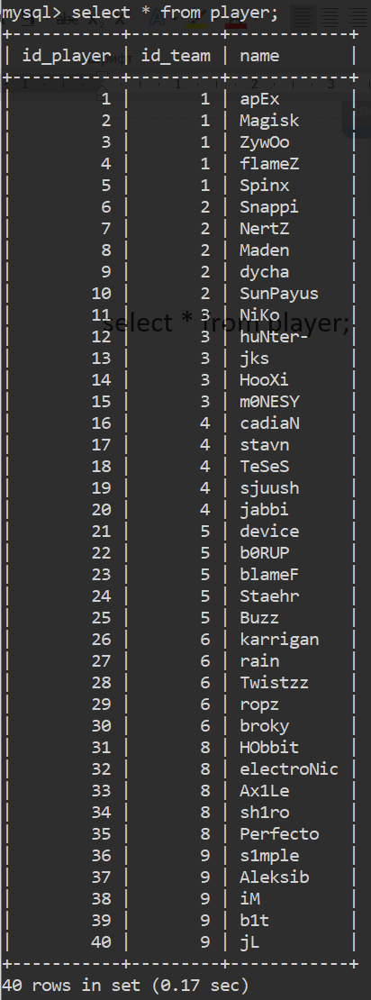 mysql> select * from player;
+-----------+---------+------------+
| id_player | id_team | name       |
+-----------+---------+------------+
|         1 |       1 | apEx       |
|         2 |       1 | Magisk     |
|         3 |       1 | ZywOo      |
|         4 |       1 | flameZ     |
|         5 |       1 | Spinx      |
|         6 |       2 | Snappi     |
|         7 |       2 | NertZ      |
|         8 |       2 | Maden      |
|         9 |       2 | dycha      |
|        10 |       2 | SunPayus   |
|        11 |       3 | NiKo       |
select * from player;
|        12 |       3 | huNter-    |
|        13 |       3 | jks        |
|        14 |       3 | HooXi      |
|        15 |       3 | m0NESY     |
|        16 |       4 | cadiaN     |
|        17 |       4 | stavn      |
|        18 |       4 | TeSeS      |
|        19 |       4 | sjuush     |
|        20 |       4 | jabbi      |
|        21 |       5 | device     |
|        22 |       5 | b0RUP      |
|        23 |       5 | blameF     |
|        24 |       5 | Staehr     |
|        25 |       5 | Buzz       |
|        26 |       6 | karrigan   |
|        27 |       6 | rain       |
|        28 |       6 | Twistzz    |
|        29 |       6 | ropz       |
|        30 |       6 | broky      |
|        31 |       8 | HObbit     |
|        32 |       8 | electroNic |
|        33 |       8 | Ax1Le      |
|        34 |       8 | sh1ro      |
|        35 |       8 | Perfecto   |
|        36 |       9 | s1mple     |
|        37 |       9 | Aleksib    |
|        38 |       9 | iM         |
|        39 |       9 | b1t        |
|        40 |       9 | jL         |
+-----------+---------+------------+
40 rows in set (0.17 sec)